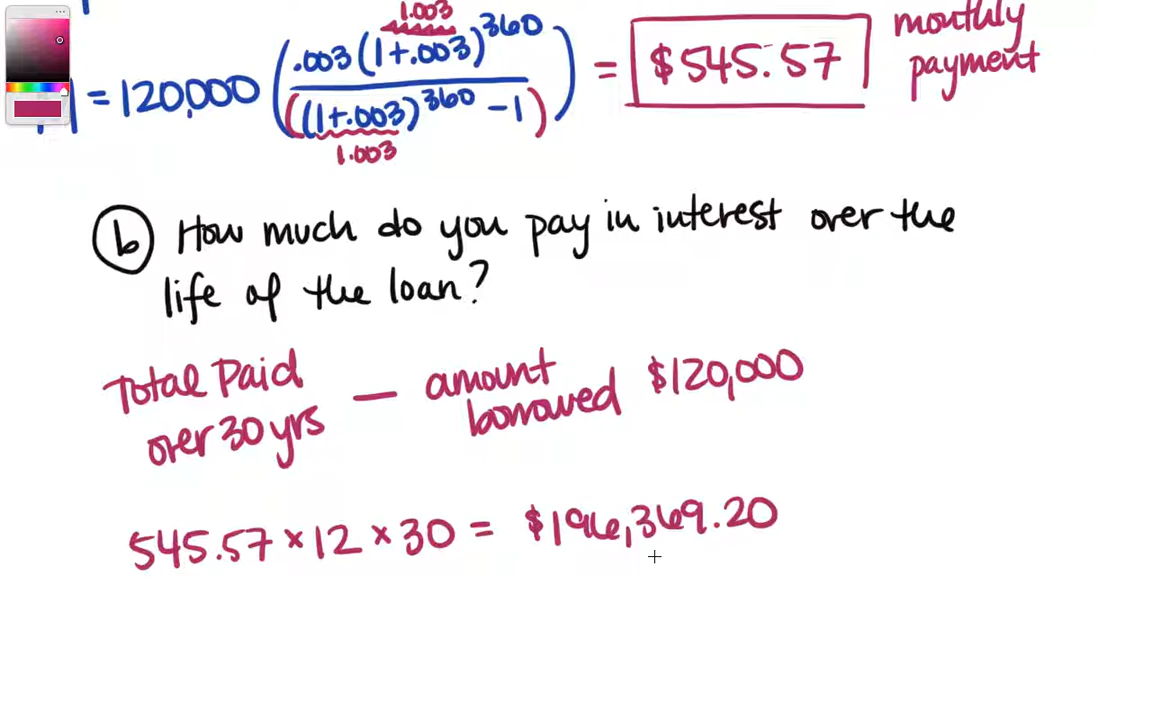 1.003
monthly
payment
= 120,000 ( .003 (1+.003)^360 / ((1+.003)^360 - 1) ) = $545.57
1.003
(b) How much do you pay in interest over the
life of the loan?
Total Paid
over 30 yrs
— amount
borrowed
$120,000
545.57 × 12 × 30 = $196,369.20